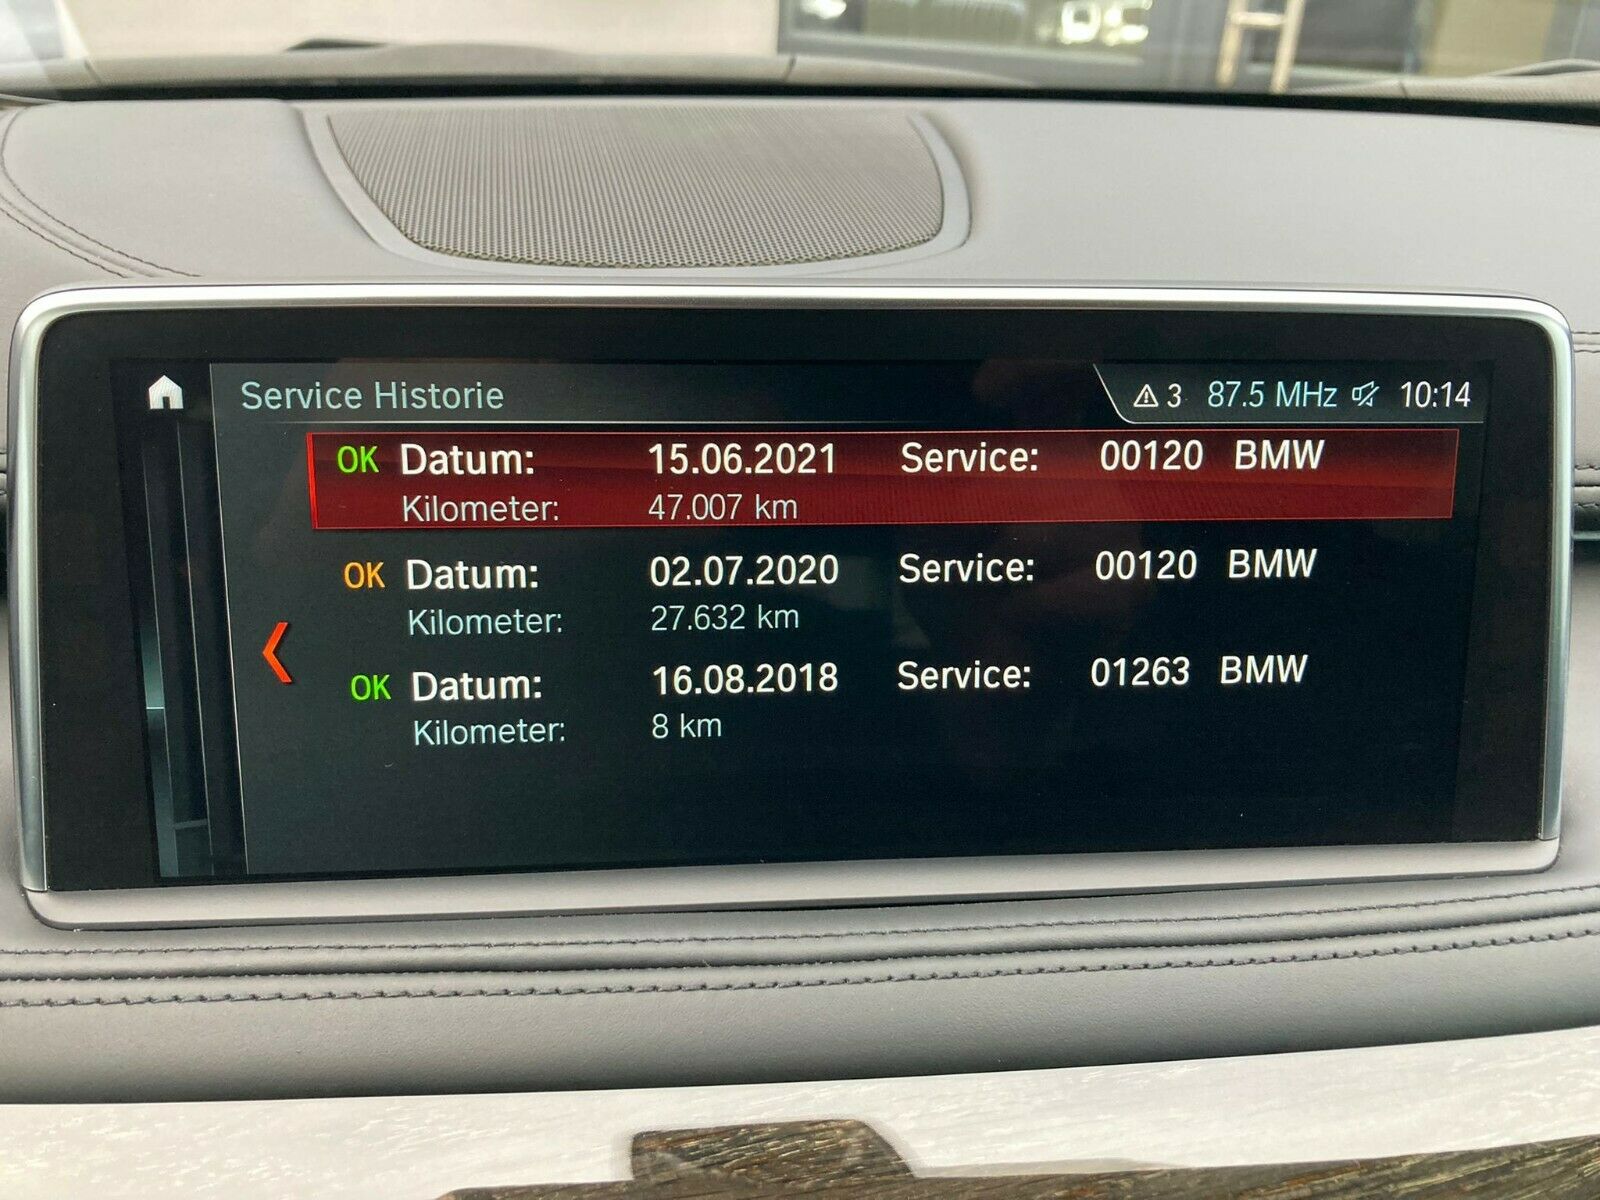 Service Historie 3 87.5 MHz 10:14
OK Datum: 15.06.2021 Service: 00120 BMW
Kilometer: 47.007 km
OK Datum: 02.07.2020 Service: 00120 BMW
Kilometer: 27.632 km
OK Datum: 16.08.2018 Service: 01263 BMW
Kilometer: 8 km